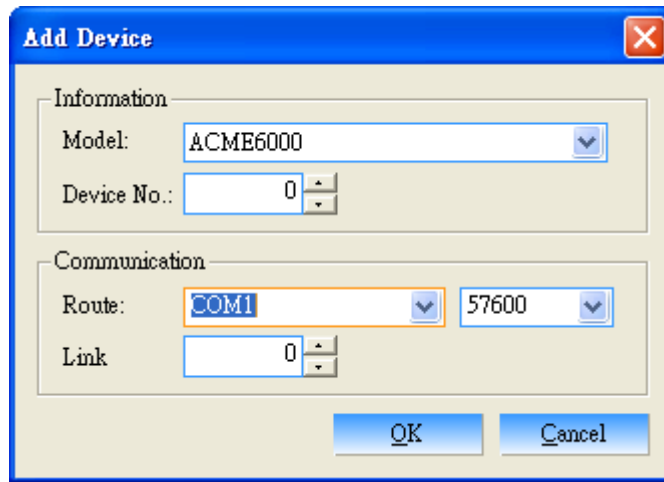 Add Device
Information
Model: ACME6000
Device No.: 0
Communication
Route: COM1 57600
Link 0
OK Cancel